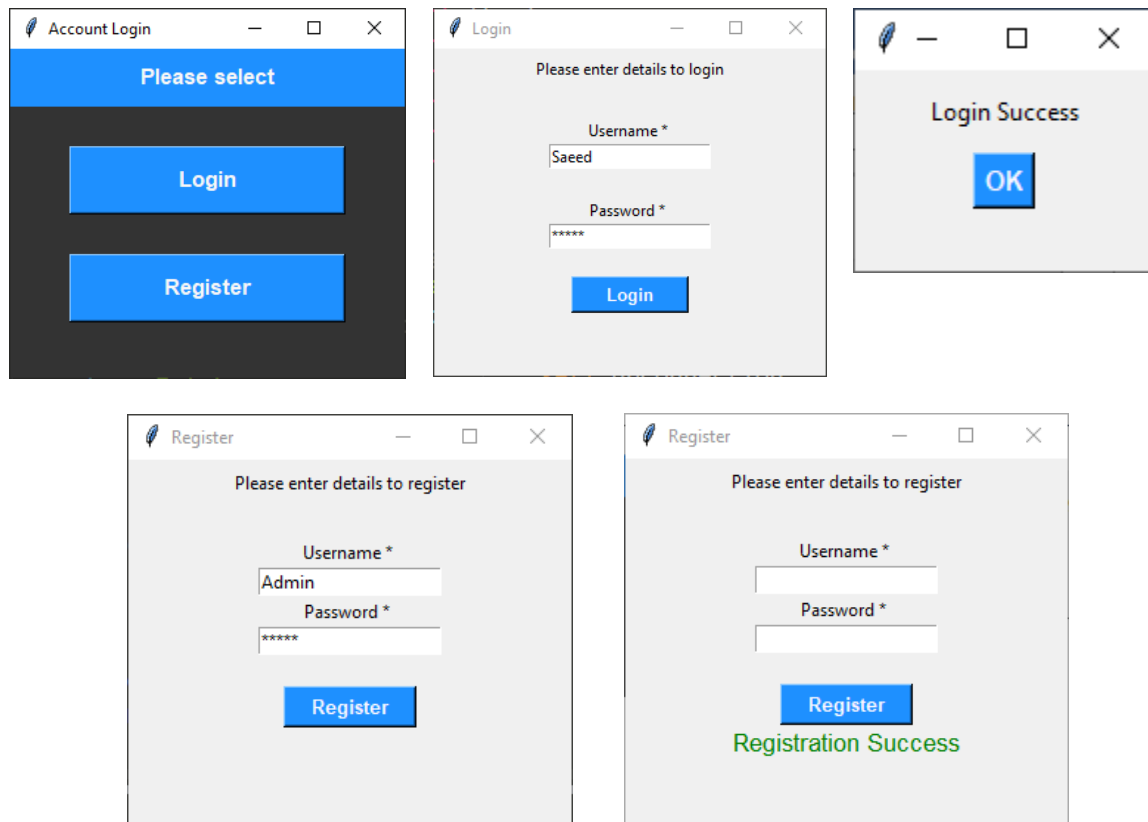 Account Login
Please select
Login
Register
Login
Please enter details to login
Username *
Saeed
Password *
*****
Login
Login Success
OK
Register
Please enter details to register
Username *
Admin
Password *
*****
Register
Register
Please enter details to register
Username *
Password *
Register
Registration Success